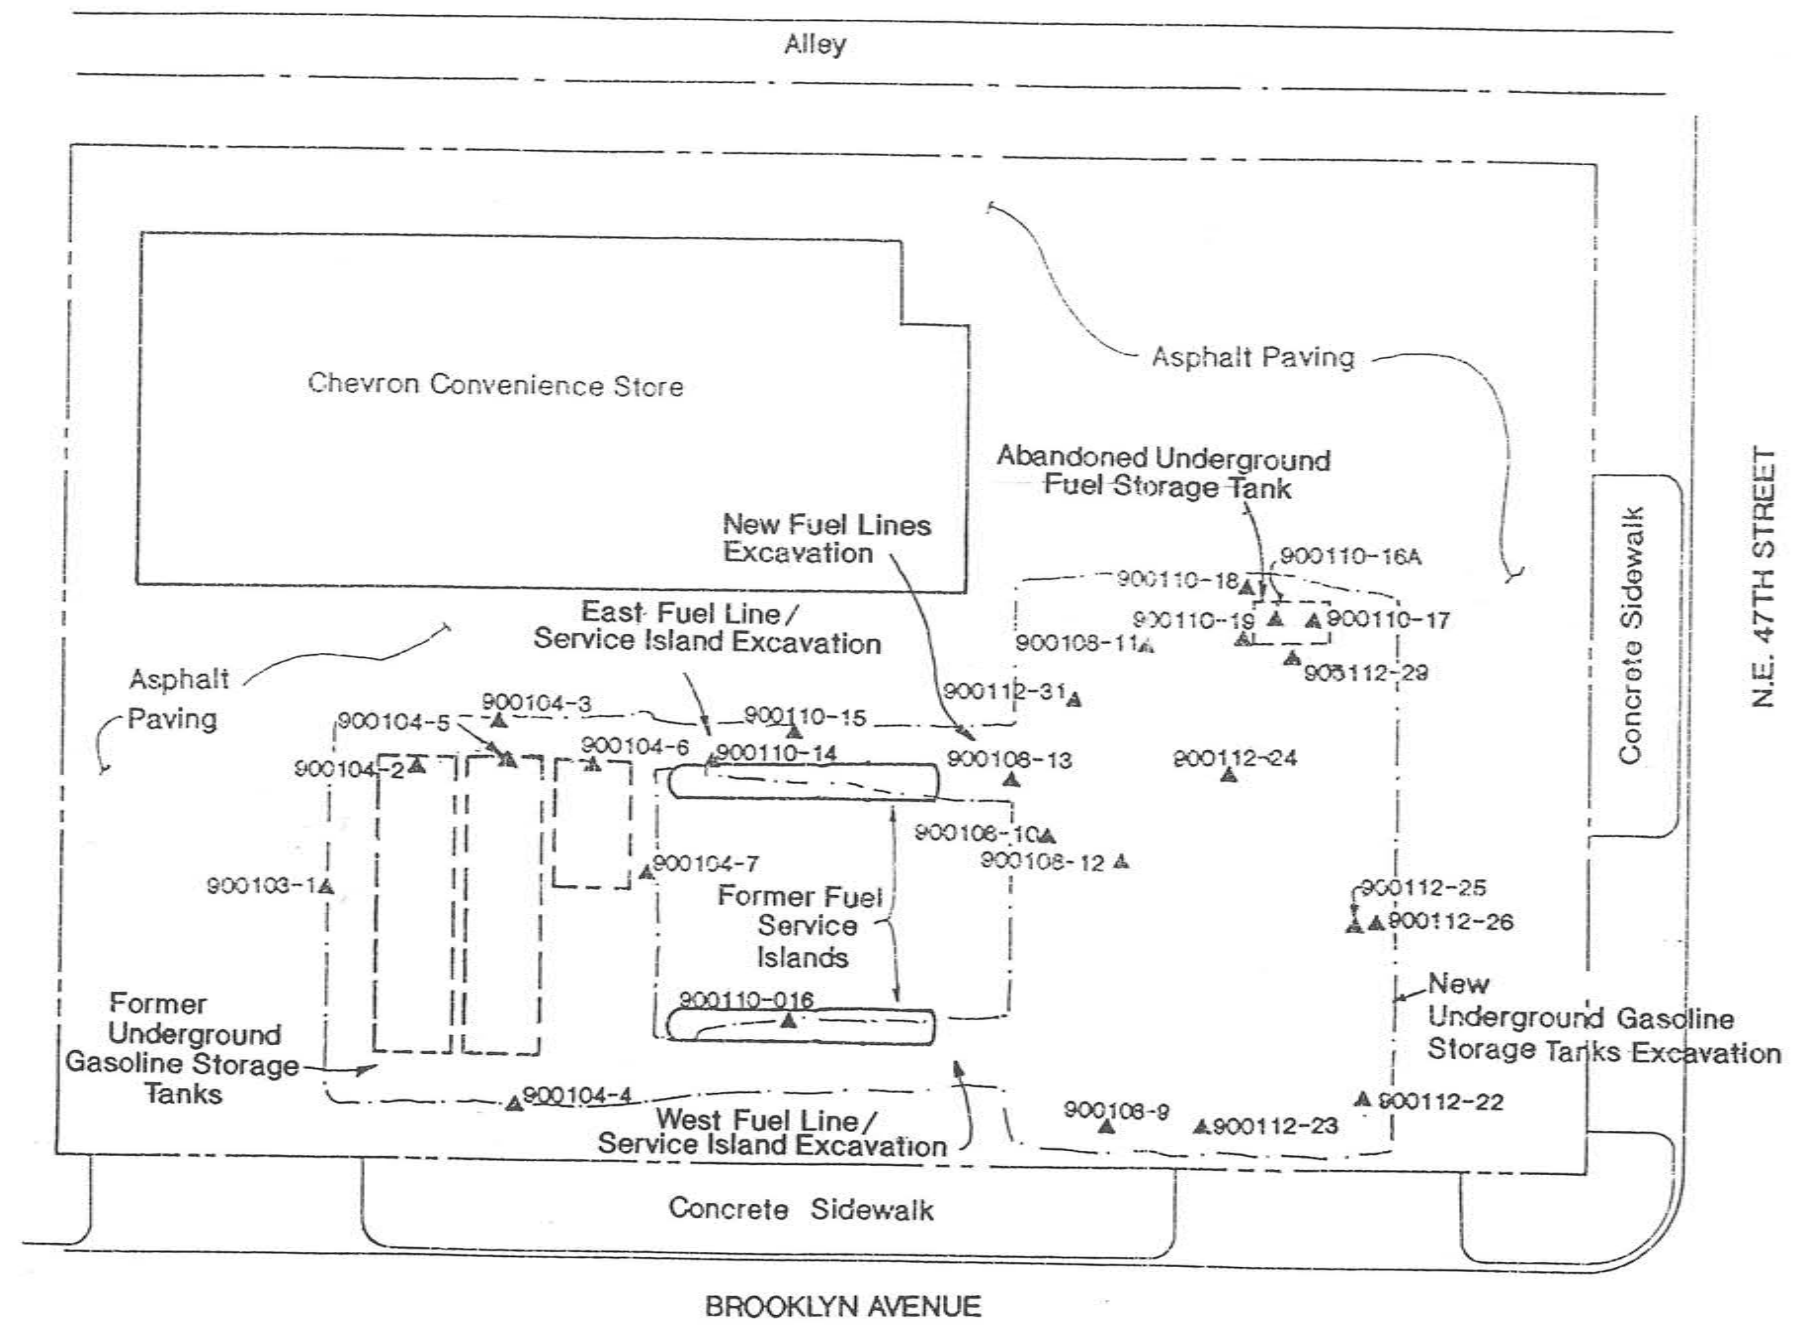 Alley
Chevron Convenience Store
Asphalt Paving
Abandoned Underground
Fuel Storage Tank
New Fuel Lines
Excavation
900110-16A
900110-18
900110-19
900110-17
900108-11
905112-29
East Fuel Line/
Service Island Excavation
Asphalt
Paving
900112-31
900104-3
900104-5
900110-15
900104-6
900110-14
900104-2
900108-13
900112-24
900108-10
900108-12
900104-7
900103-1
900112-25
900112-26
Former Fuel
Service
Islands
900110-016
New
Underground Gasoline
Storage Tanks Excavation
Former
Underground
Gasoline Storage
Tanks
900104-4
900108-9
900112-23
900112-22
West Fuel Line/
Service Island Excavation
Concrete Sidewalk
Concrete Sidewalk
N.E. 47TH STREET
BROOKLYN AVENUE